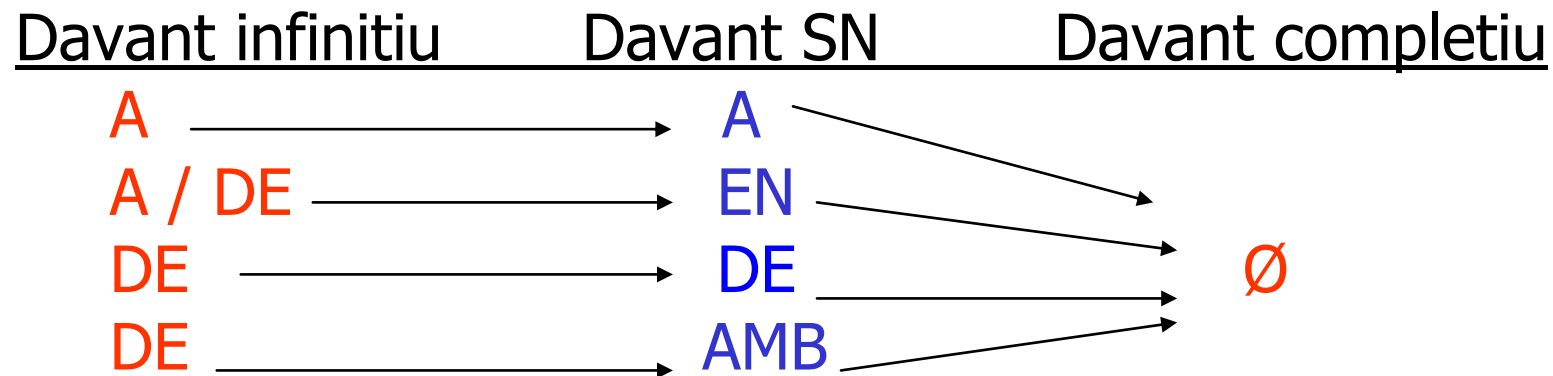 Davant infinitiu Davant SN Davant completiu
A A
A / DE EN
DE DE Ø
DE AMB